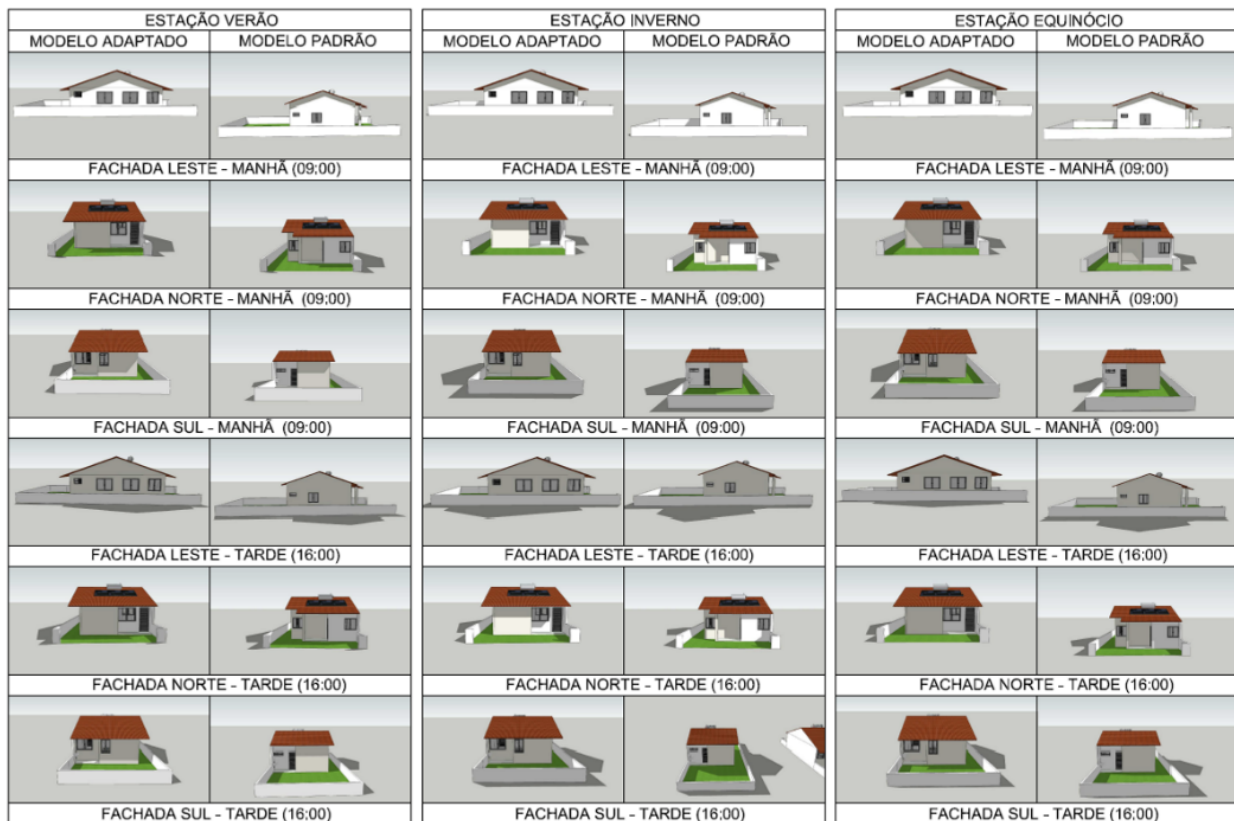 ESTAÇÃO VERÃO ESTAÇÃO INVERNO ESTAÇÃO EQUINÓCIO
MODELO ADAPTADO MODELO PADRÃO MODELO ADAPTADO MODELO PADRÃO MODELO ADAPTADO MODELO PADRÃO
FACHADA LESTE - MANHÃ (09:00) FACHADA LESTE - MANHÃ (09:00) FACHADA LESTE - MANHÃ (09:00)
FACHADA NORTE - MANHÃ (09:00) FACHADA NORTE - MANHÃ (09:00) FACHADA NORTE - MANHÃ (09:00)
FACHADA SUL - MANHÃ (09:00) FACHADA SUL - MANHÃ (09:00) FACHADA SUL - MANHÃ (09:00)
FACHADA LESTE - TARDE (16:00) FACHADA LESTE - TARDE (16:00) FACHADA LESTE - TARDE (16:00)
FACHADA NORTE - TARDE (16:00) FACHADA NORTE - TARDE (16:00) FACHADA NORTE - TARDE (16:00)
FACHADA SUL - TARDE (16:00) FACHADA SUL - TARDE (16:00) FACHADA SUL - TARDE (16:00)